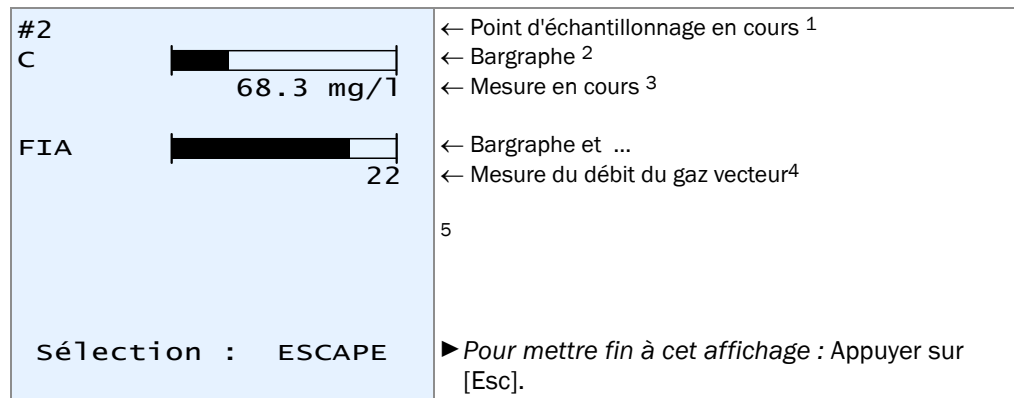 #2
← Point d'échantillonnage en cours 1
C
← Bargraphe 2
68.3 mg/l
← Mesure en cours 3
FIA
← Bargraphe et ...
22
← Mesure du débit du gaz vecteur4
5
Sélection : ESCAPE
►Pour mettre fin à cet affichage : Appuyer sur
[Esc].